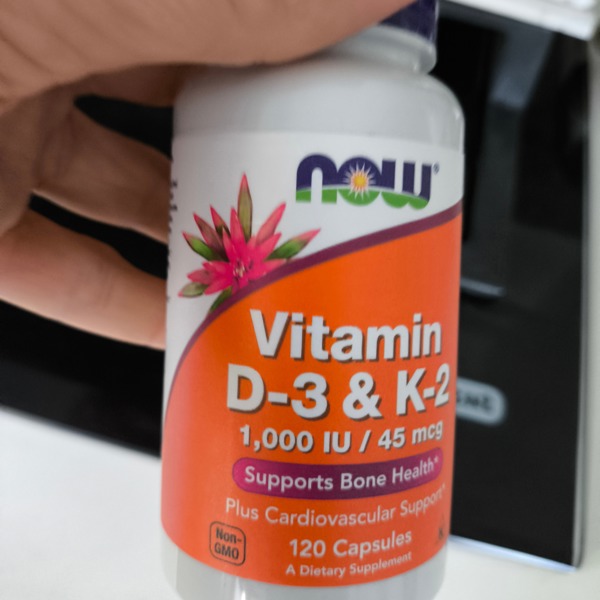 NOW®
Vitamin
D-3 & K-2
1,000 IU / 45 mcg
Supports Bone Health*
Plus Cardiovascular Support*
Non-
GMO
120 Capsules
A Dietary Supplement